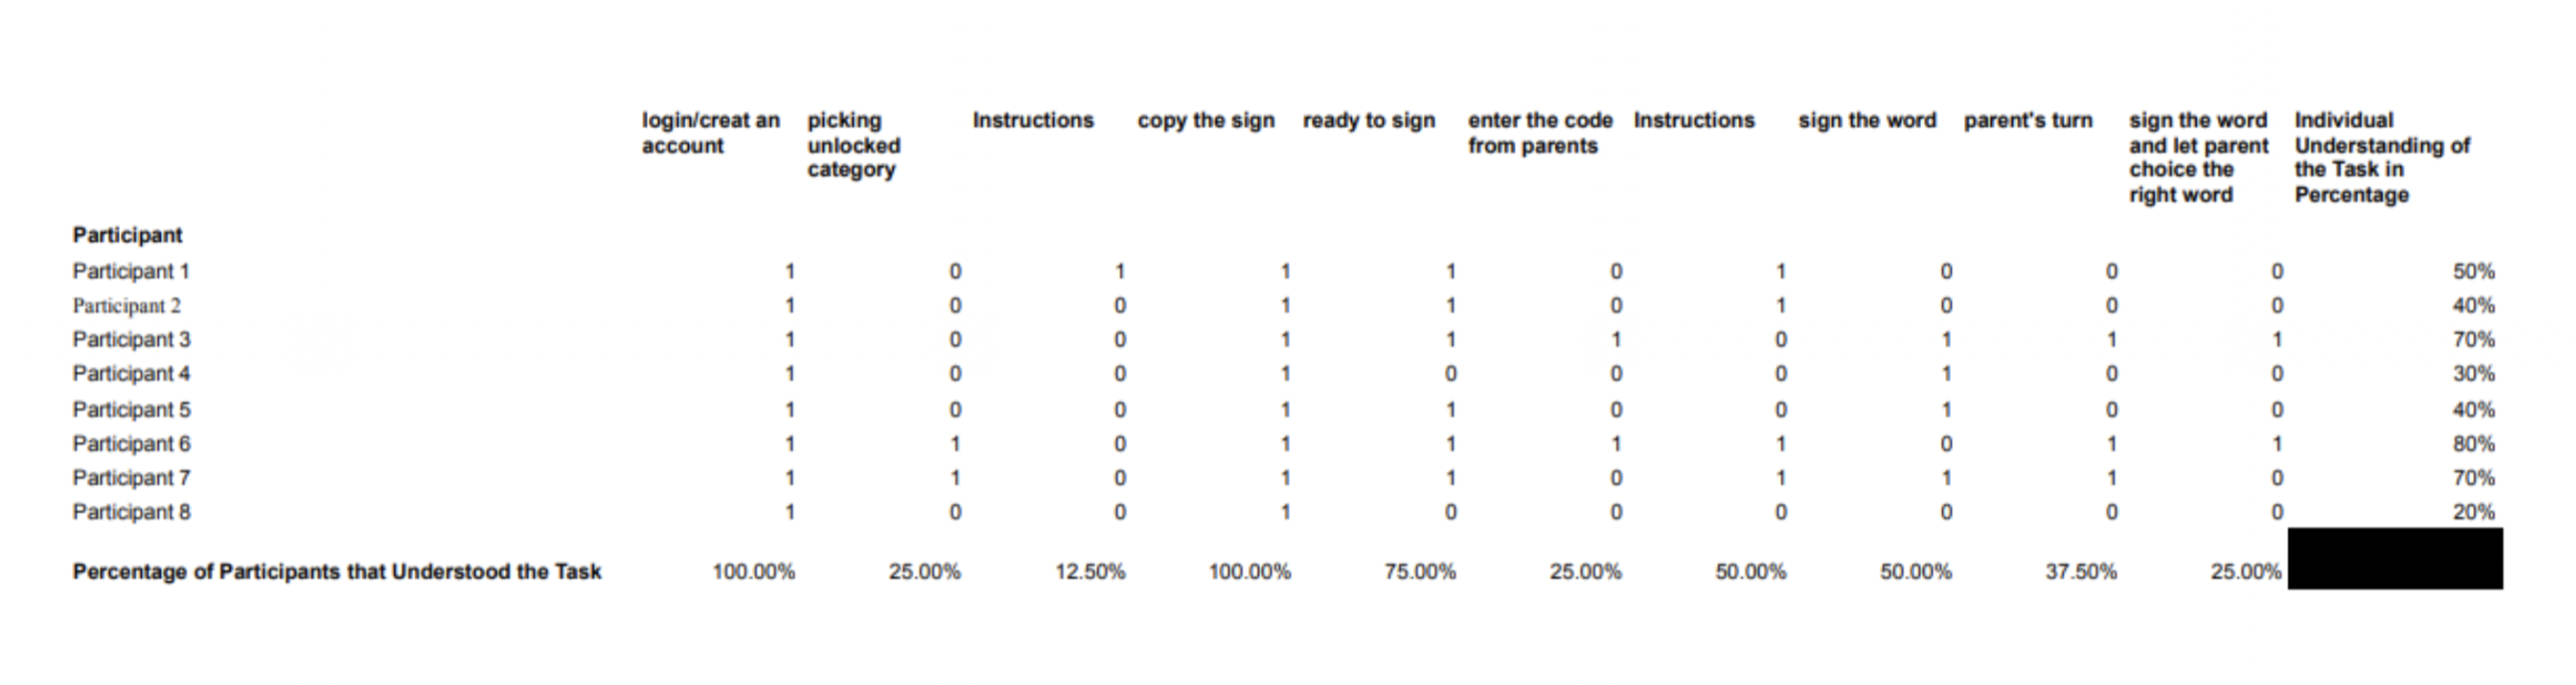 login/creat an account picking unlocked category Instructions copy the sign ready to sign enter the code from parents Instructions sign the word parent's turn sign the word and let parent choice the right word Individual Understanding of the Task in Percentage
Participant
Participant 1 1 0 1 1 1 0 1 0 0 0 50%
Participant 2 1 0 0 1 1 0 1 0 0 0 40%
Participant 3 1 0 0 1 1 1 0 1 1 1 70%
Participant 4 1 0 0 1 0 0 0 1 0 0 30%
Participant 5 1 0 0 1 1 0 0 1 0 0 40%
Participant 6 1 1 0 1 1 1 1 0 1 1 80%
Participant 7 1 1 0 1 1 0 1 1 1 0 70%
Participant 8 1 0 0 1 0 0 0 0 0 0 20%
Percentage of Participants that Understood the Task 100.00% 25.00% 12.50% 100.00% 75.00% 25.00% 50.00% 50.00% 37.50% 25.00%